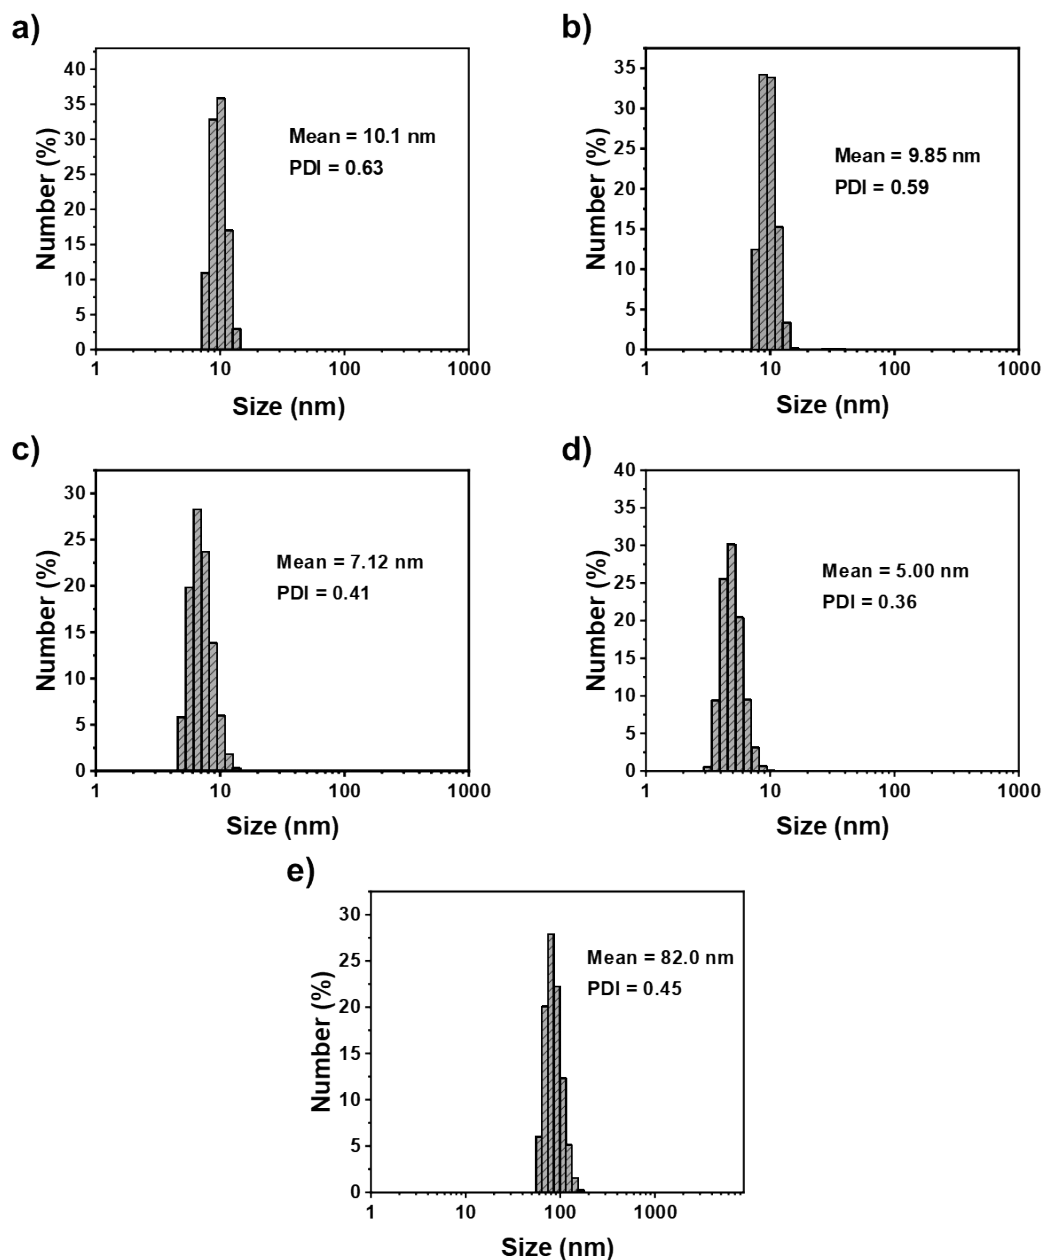 a)
40
35
30
25
20
15
10
5
0
Number (%)
Mean = 10.1 nm
PDI = 0.63
1 10 100 1000
Size (nm)
b)
35
30
25
20
15
10
5
0
Number (%)
Mean = 9.85 nm
PDI = 0.59
1 10 100 1000
Size (nm)
c)
30
25
20
15
10
5
0
Number (%)
Mean = 7.12 nm
PDI = 0.41
1 10 100 1000
Size (nm)
d)
40
35
30
25
20
15
10
5
0
Number (%)
Mean = 5.00 nm
PDI = 0.36
1 10 100 1000
Size (nm)
e)
30
25
20
15
10
5
0
Number (%)
Mean = 82.0 nm
PDI = 0.45
1 10 100 1000
Size (nm)